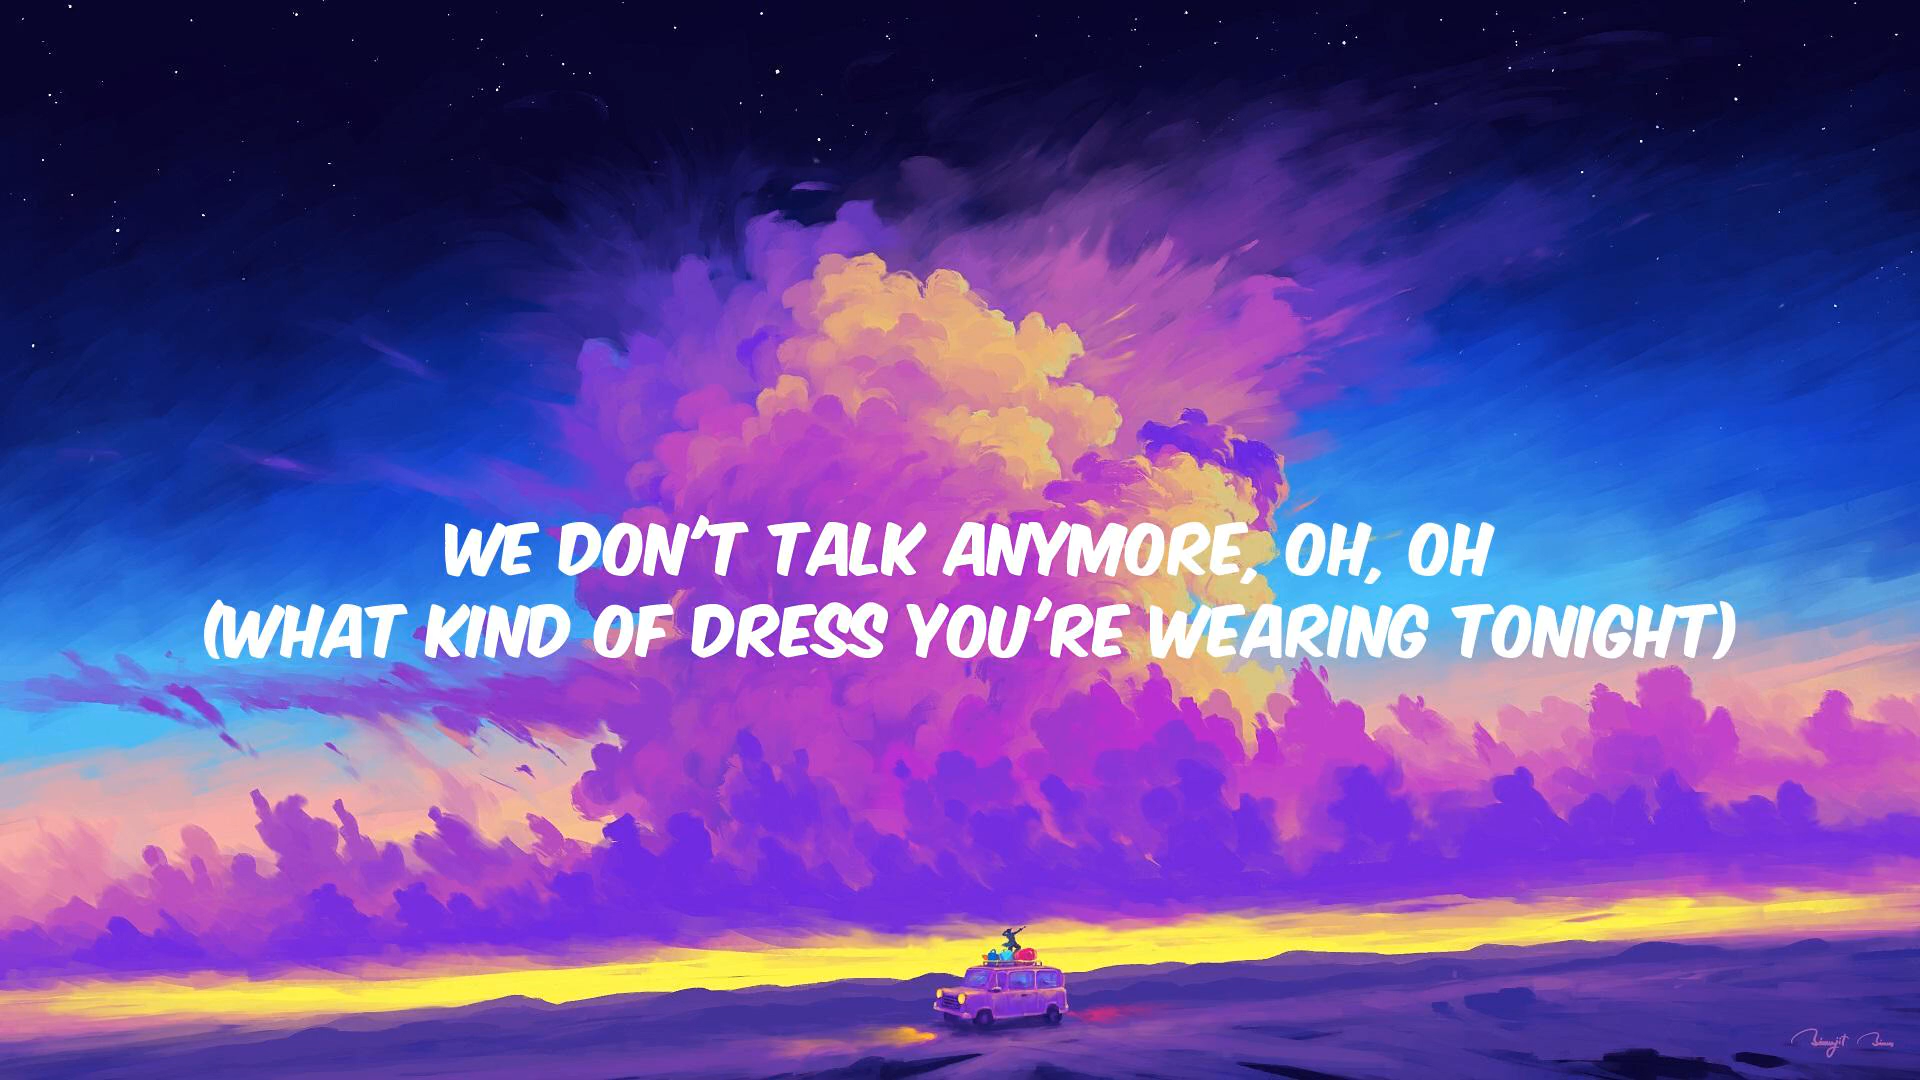 WE DON'T TALK ANYMORE, OH, OH
(WHAT KIND OF DRESS YOU'RE WEARING TONIGHT)